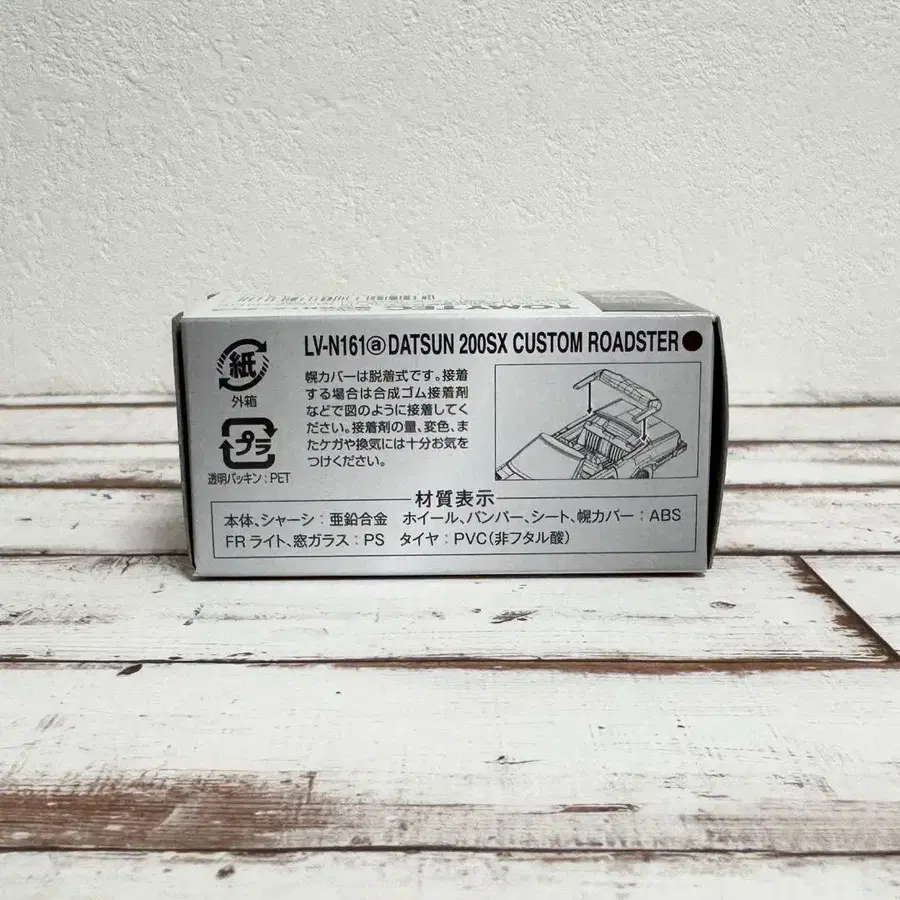 TOMYTEC
LV-N161ⓐDATSUN 200SX CUSTOM ROADSTER●
紙
外箱
プラ
透明パッキン:PET
幌カバーは脱着式です。接着
する場合は合成ゴム接着剤
などで図のように接着してく
ださい。接着剤の量、変色、ま
たケガや換気には十分お気を
つけください。
材質表示
本体、シャーシ:亜鉛合金 ホイール、バンパー、シート、幌カバー:ABS
FRライト、窓ガラス:PS タイヤ:PVC(非フタル酸)